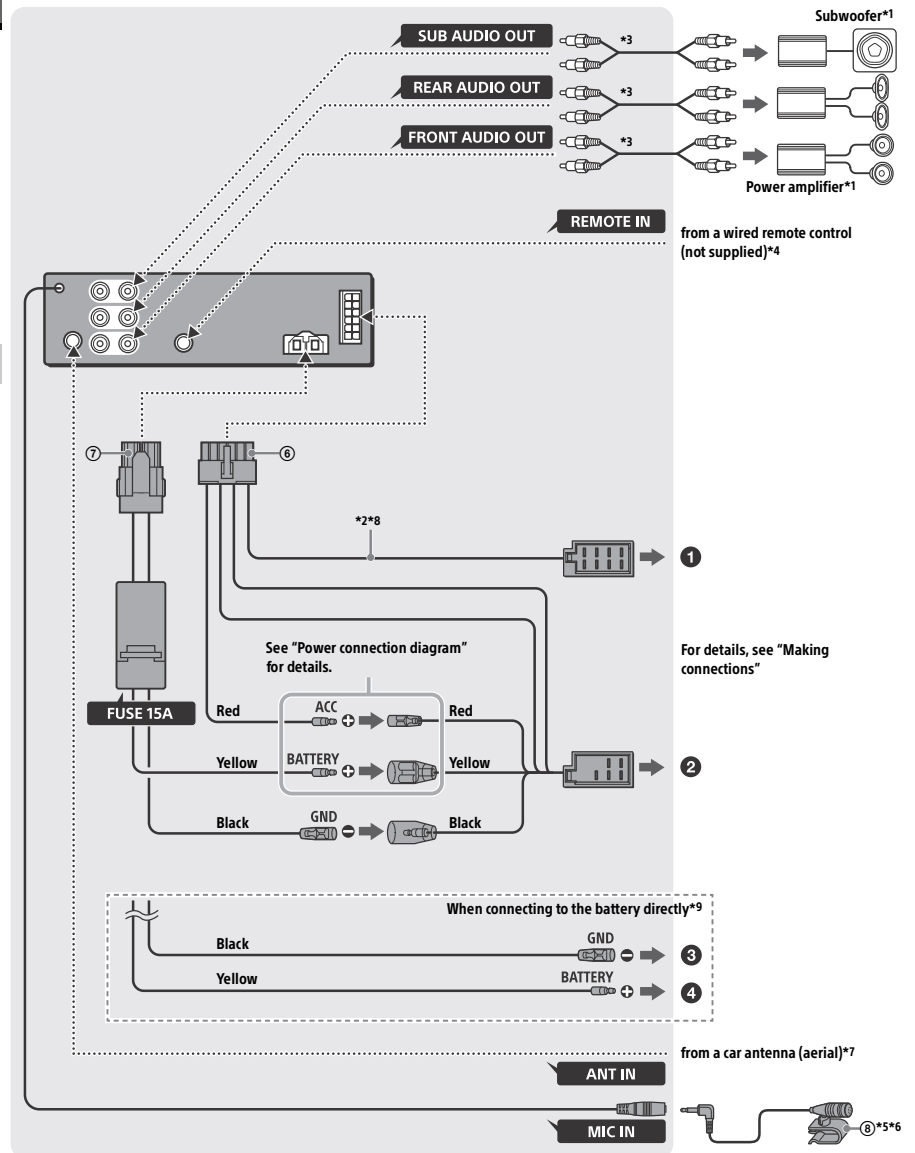 Subwoofer*1
SUB AUDIO OUT
*3
REAR AUDIO OUT
*3
FRONT AUDIO OUT
*3
Power amplifier*1
REMOTE IN
from a wired remote control
(not supplied)*4
⑦
⑥
*2*8
❶
See "Power connection diagram"
for details.
For details, see "Making
connections"
FUSE 15A
Red
ACC
Red
Yellow
BATTERY
Yellow
❷
Black
GND
Black
When connecting to the battery directly*9
Black
GND
❸
Yellow
BATTERY
❹
from a car antenna (aerial)*7
ANT IN
MIC IN
⑧*5*6